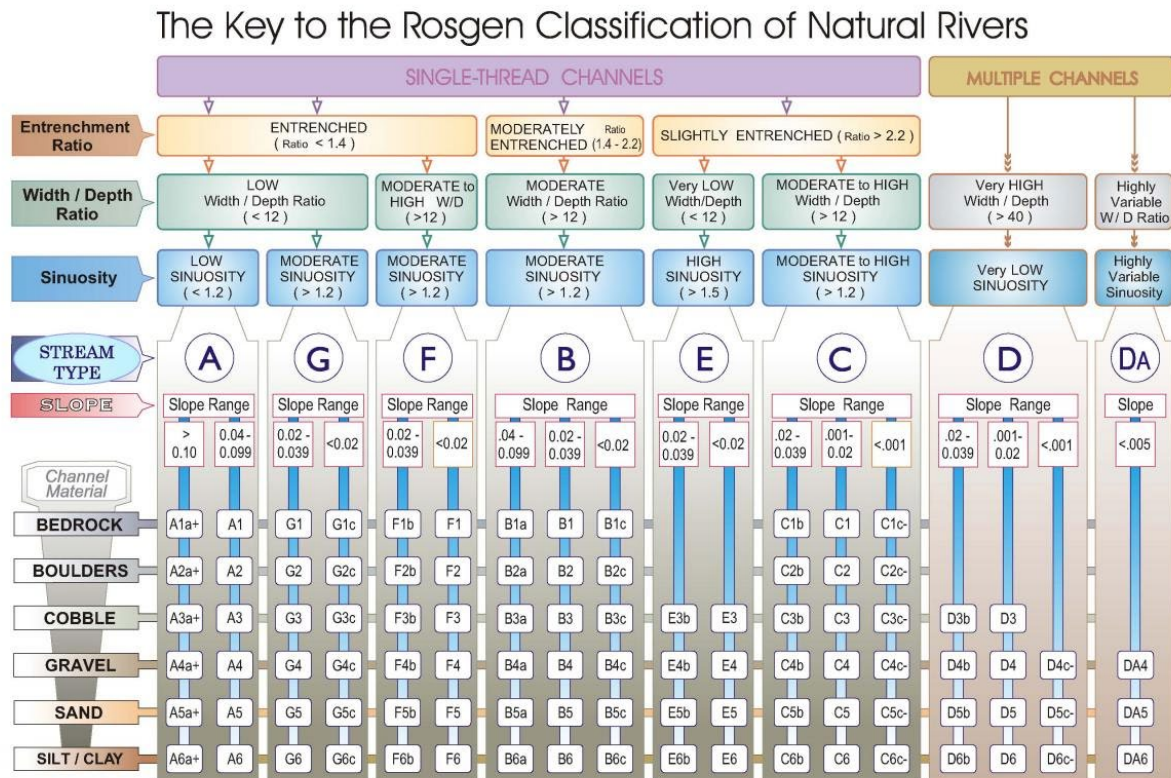 The Key to the Rosgen Classification of Natural Rivers
SINGLE-THREAD CHANNELS
MULTIPLE CHANNELS
Entrenchment
Ratio
ENTRENCHED
( Ratio < 1.4 )
MODERATELY Ratio
ENTRENCHED (1.4 - 2.2)
SLIGHTLY ENTRENCHED ( Ratio > 2.2 )
Width / Depth
Ratio
LOW
Width / Depth Ratio
( < 12 )
MODERATE to
HIGH W/D
( >12 )
MODERATE
Width / Depth Ratio
( > 12 )
Very LOW
Width/Depth
( < 12 )
MODERATE to HIGH
Width / Depth
( > 12 )
Very HIGH
Width / Depth
( > 40 )
Highly
Variable
W / D Ratio
Sinuosity
LOW
SINUOSITY
( < 1.2 )
MODERATE
SINUOSITY
( > 1.2 )
MODERATE
SINUOSITY
( > 1.2 )
MODERATE
SINUOSITY
( > 1.2 )
HIGH
SINUOSITY
( > 1.5 )
MODERATE to HIGH
SINUOSITY
( > 1.2 )
Very LOW
SINUOSITY
Highly
Variable
Sinuosity
STREAM
TYPE
A G F B E C D DA
SLOPE
Slope Range Slope Range Slope Range Slope Range Slope Range Slope Range Slope Range Slope
>
0.10
0.04 -
0.099
0.02 -
0.039
<0.02
0.02 -
0.039
<0.02
.04 -
0.099
0.02 -
0.039
<0.02
0.02 -
0.039
<0.02
.02 -
0.039
.001-
0.02
<.001
.02 -
0.039
.001-
0.02
<.001
<.005
Channel
Material
BEDROCK A1a+ A1 G1 G1c F1b F1 B1a B1 B1c C1b C1 C1c-
BOULDERS A2a+ A2 G2 G2c F2b F2 B2a B2 B2c C2b C2 C2c-
COBBLE A3a+ A3 G3 G3c F3b F3 B3a B3 B3c E3b E3 C3b C3 C3c- D3b D3
GRAVEL A4a+ A4 G4 G4c F4b F4 B4a B4 B4c E4b E4 C4b C4 C4c- D4b D4 D4c- DA4
SAND A5a+ A5 G5 G5c F5b F5 B5a B5 B5c E5b E5 C5b C5 C5c- D5b D5 D5c- DA5
SILT / CLAY A6a+ A6 G6 G6c F6b F6 B6a B6 B6c E6b E6 C6b C6 C6c- D6b D6 D6c- DA6